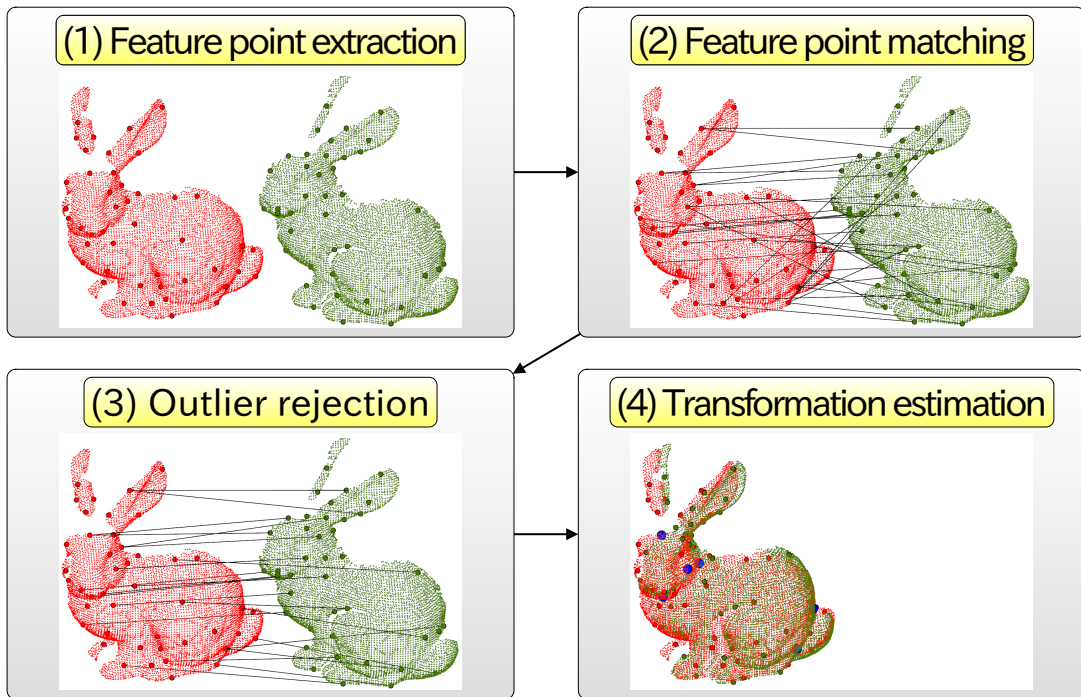 (1) Feature point extraction
(2) Feature point matching
(3) Outlier rejection
(4) Transformation estimation